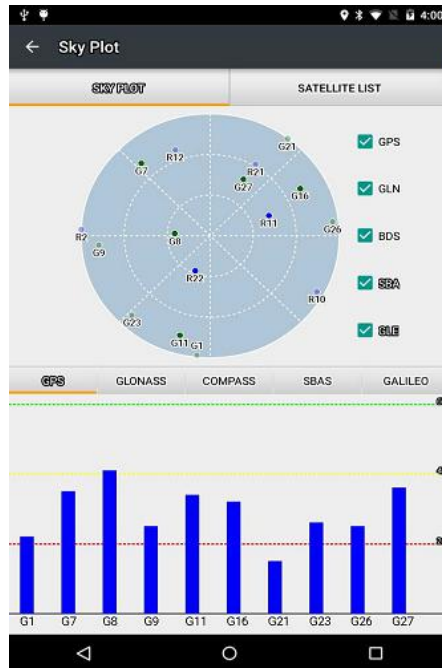 4:00
Sky Plot
SKY PLOT SATELLITE LIST
G21
R12
G7
R21
G27
G16
R11
G26
R2
G8
G9
R22
R10
G23
G11 G1
GPS
GLN
BDS
SBA
GLE
GPS GLONASS COMPASS SBAS GALILEO
G1 G7 G8 G9 G11 G16 G21 G23 G26 G27